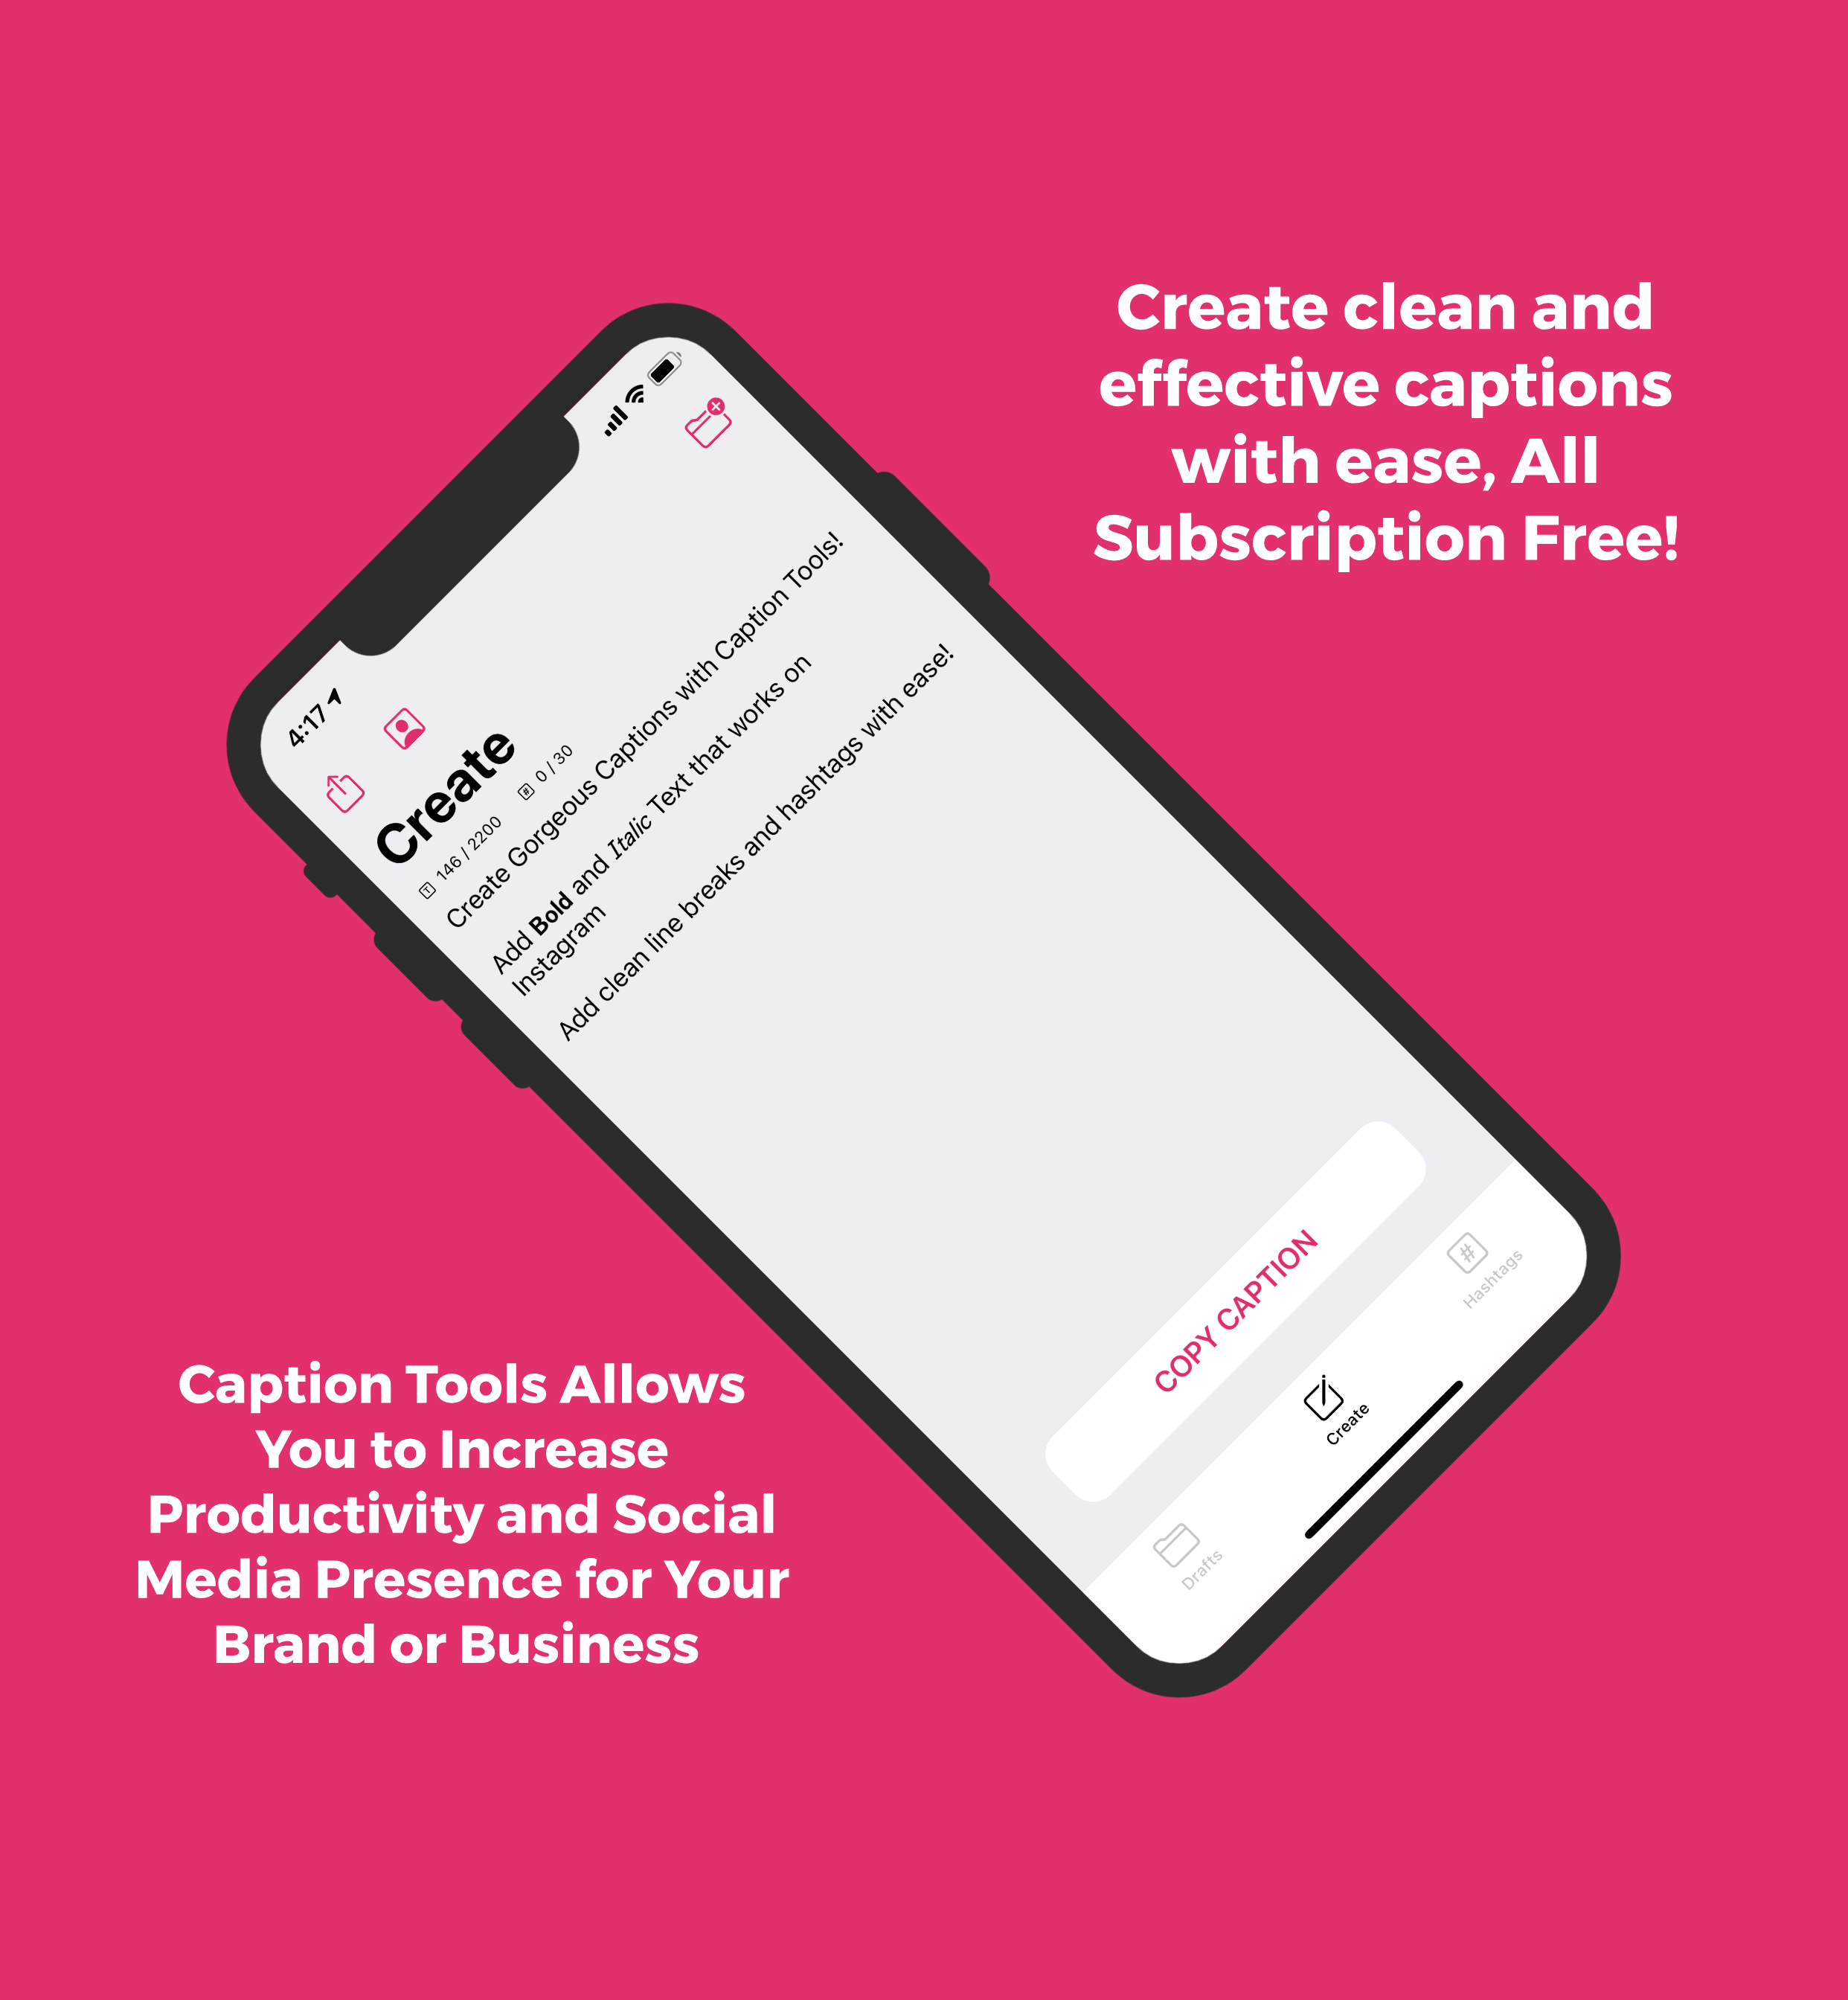 Create clean and
effective captions
with ease, All
Subscription Free!
4:17
Create
146 / 2200 # 0 / 30
Create Gorgeous Captions with Caption Tools!
Add Bold and Italic Text that works on
Instagram
Add clean line breaks and hashtags with ease!
COPY CAPTION
Drafts
Create
#
Hashtags
Caption Tools Allows
You to Increase
Productivity and Social
Media Presence for Your
Brand or Business